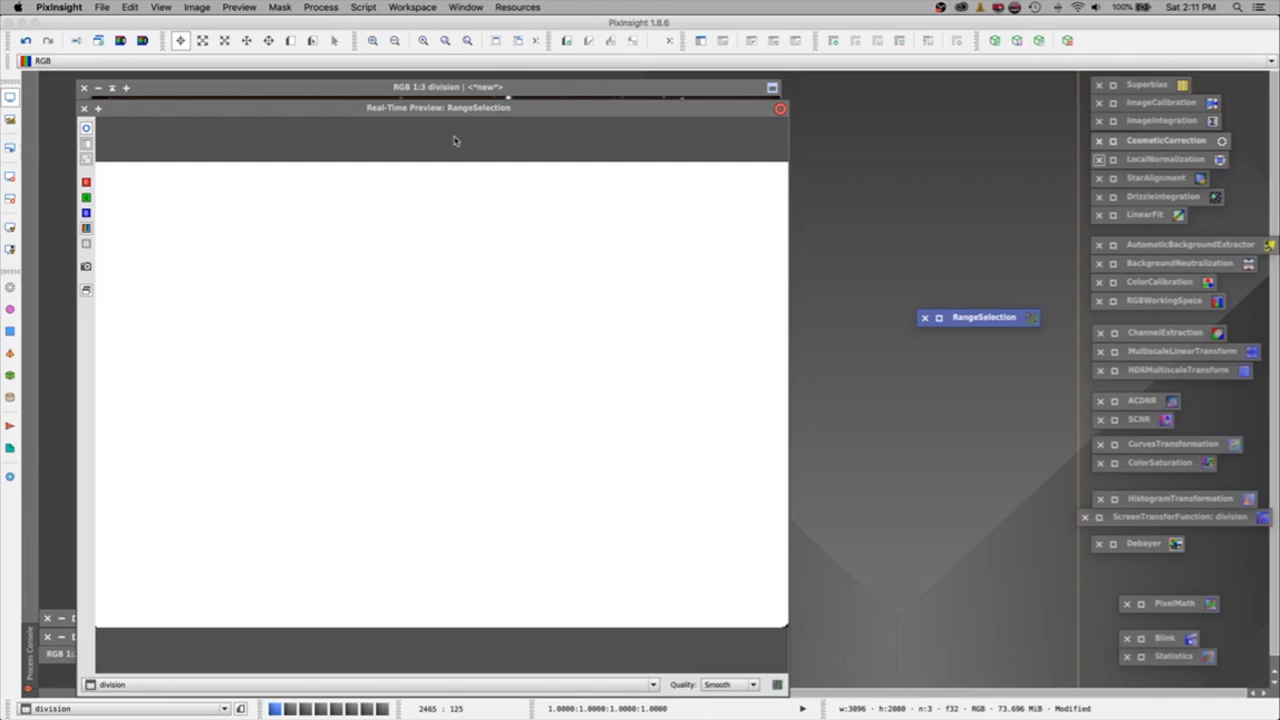 PixInsight File Edit View Image Preview Mask Process Script Workspace Window Resources 100% Sat 2:11 PM
PixInsight 1.8.6
RGB
RGB 1:3 division | <*new*>
Real-Time Preview: RangeSelection
Superbias
ImageCalibration
ImageIntegration
CosmeticCorrection
LocalNormalization
StarAlignment
DrizzleIntegration
LinearFit
AutomaticBackgroundExtractor
BackgroundNeutralization
ColorCalibration
RGBWorkingSpace
RangeSelection
ChannelExtraction
MultiscaleLinearTransform
HDRMultiscaleTransform
ACDNR
SCNR
CurvesTransformation
ColorSaturation
HistogramTransformation
ScreenTransferFunction: division
Debayer
PixelMath
Blink
Statistics
Process Console
RGB 1:
division Quality: Smooth
division 2465 : 125 1.0000:1.0000:1.0000:1.0000 w:3096 · h:2080 · n:3 · f32 · RGB · 73.696 MiB · Modified